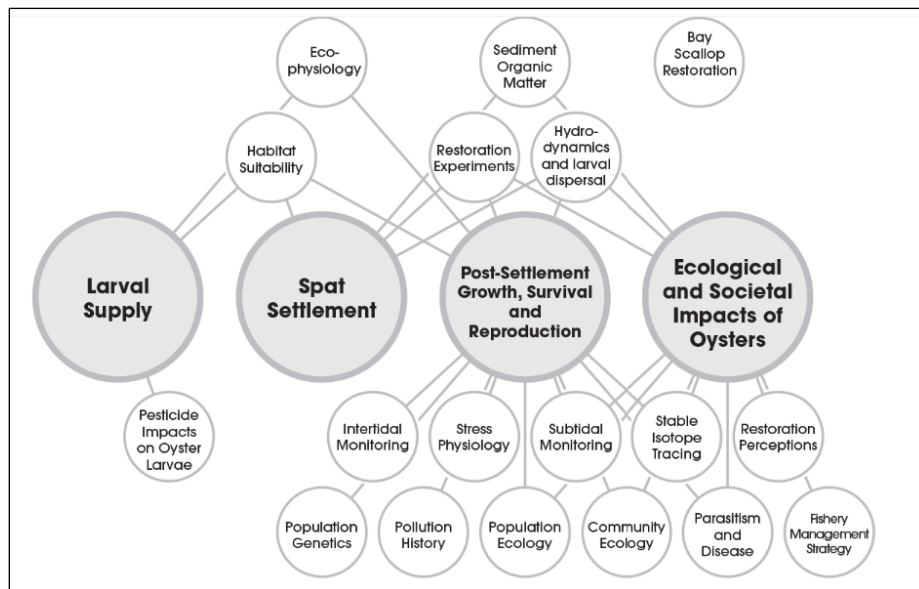 Eco-
physiology
Sediment
Organic
Matter
Bay
Scallop
Restoration
Habitat
Suitability
Restoration
Experiments
Hydro-
dynamics
and larval
dispersal
Larval
Supply
Spat
Settlement
Post-Settlement
Growth, Survival
and
Reproduction
Ecological
and Societal
Impacts of
Oysters
Pesticide
Impacts
on Oyster
Larvae
Intertidal
Monitoring
Stress
Physiology
Subtidal
Monitoring
Stable
Isotope
Tracing
Restoration
Perceptions
Population
Genetics
Pollution
History
Population
Ecology
Community
Ecology
Parasitism
and
Disease
Fishery
Management
Strategy